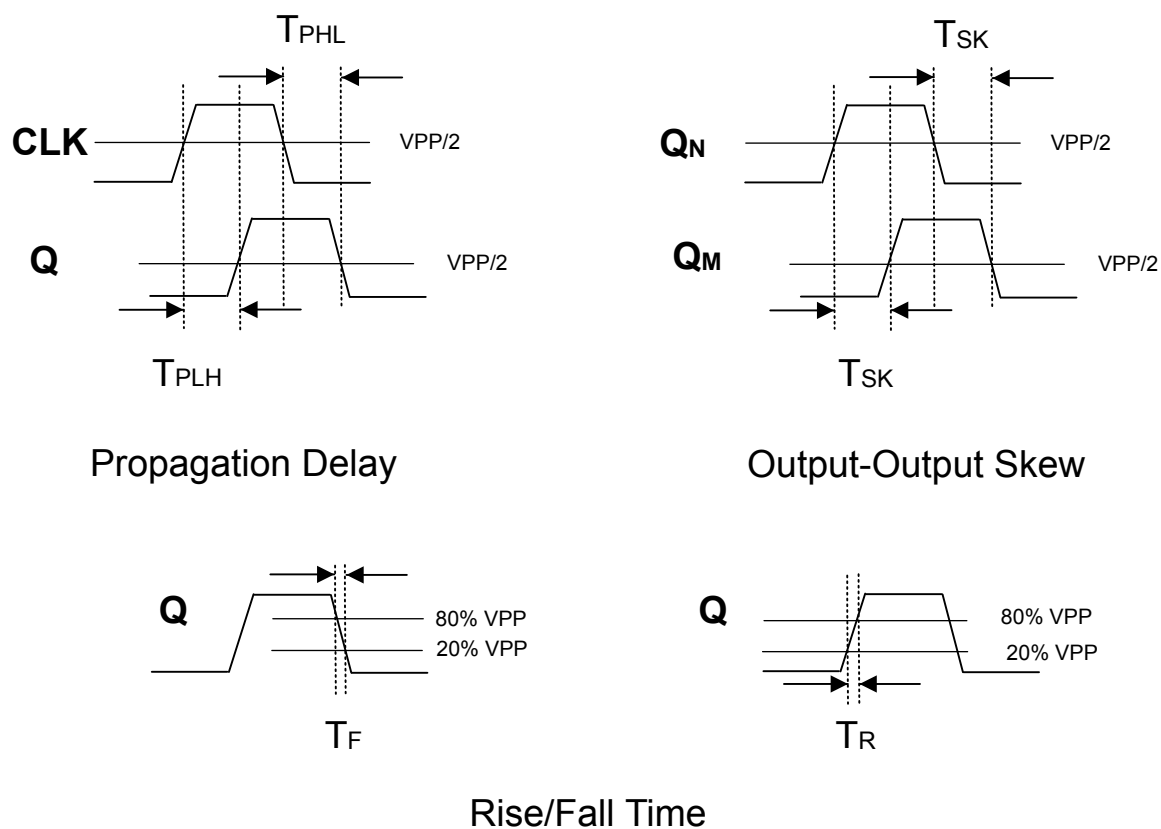 TPHL
CLK
VPP/2
Q
VPP/2
TPLH
Propagation Delay
TSK
QN
VPP/2
QM
VPP/2
TSK
Output-Output Skew
Q
80% VPP
20% VPP
TF
Q
80% VPP
20% VPP
TR
Rise/Fall Time